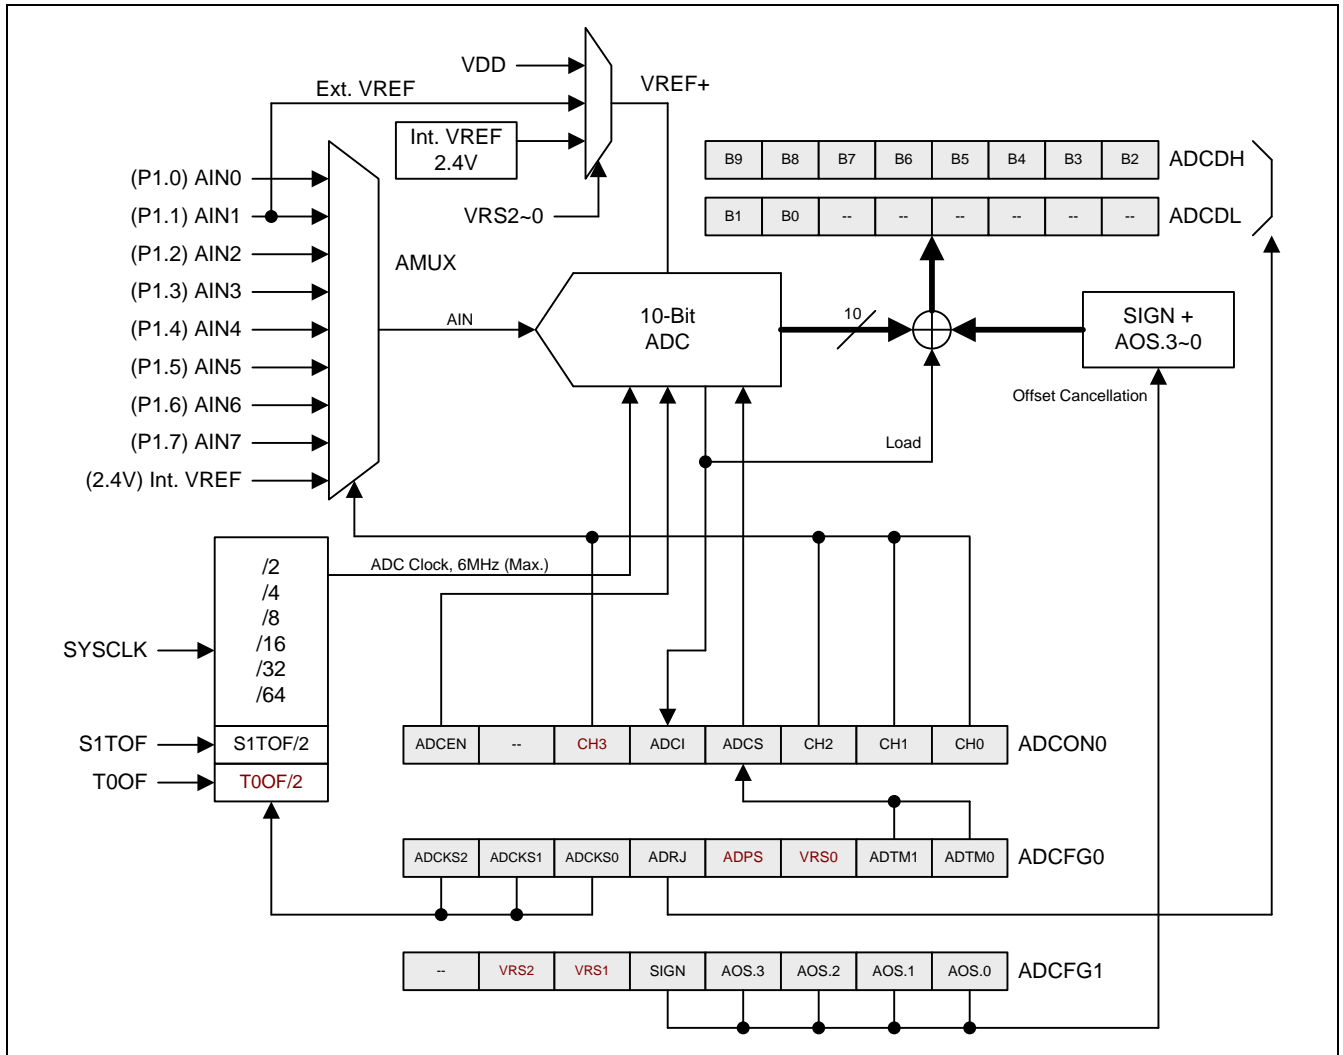 VDD
Ext. VREF
VREF+
Int. VREF
2.4V
VRS2~0
(P1.0) AIN0
(P1.1) AIN1
(P1.2) AIN2
(P1.3) AIN3
(P1.4) AIN4
(P1.5) AIN5
(P1.6) AIN6
(P1.7) AIN7
(2.4V) Int. VREF
AMUX
AIN
10-Bit
ADC
10
B9 B8 B7 B6 B5 B4 B3 B2 ADCDH
B1 B0 -- -- -- -- -- -- ADCDL
SIGN +
AOS.3~0
Offset Cancellation
Load
/2
/4
/8
/16
/32
/64
ADC Clock, 6MHz (Max.)
SYSCLK
S1TOF S1TOF/2
T0OF T0OF/2
ADCEN -- CH3 ADCI ADCS CH2 CH1 CH0 ADCON0
ADCKS2 ADCKS1 ADCKS0 ADRJ ADPS VRS0 ADTM1 ADTM0 ADCFG0
-- VRS2 VRS1 SIGN AOS.3 AOS.2 AOS.1 AOS.0 ADCFG1